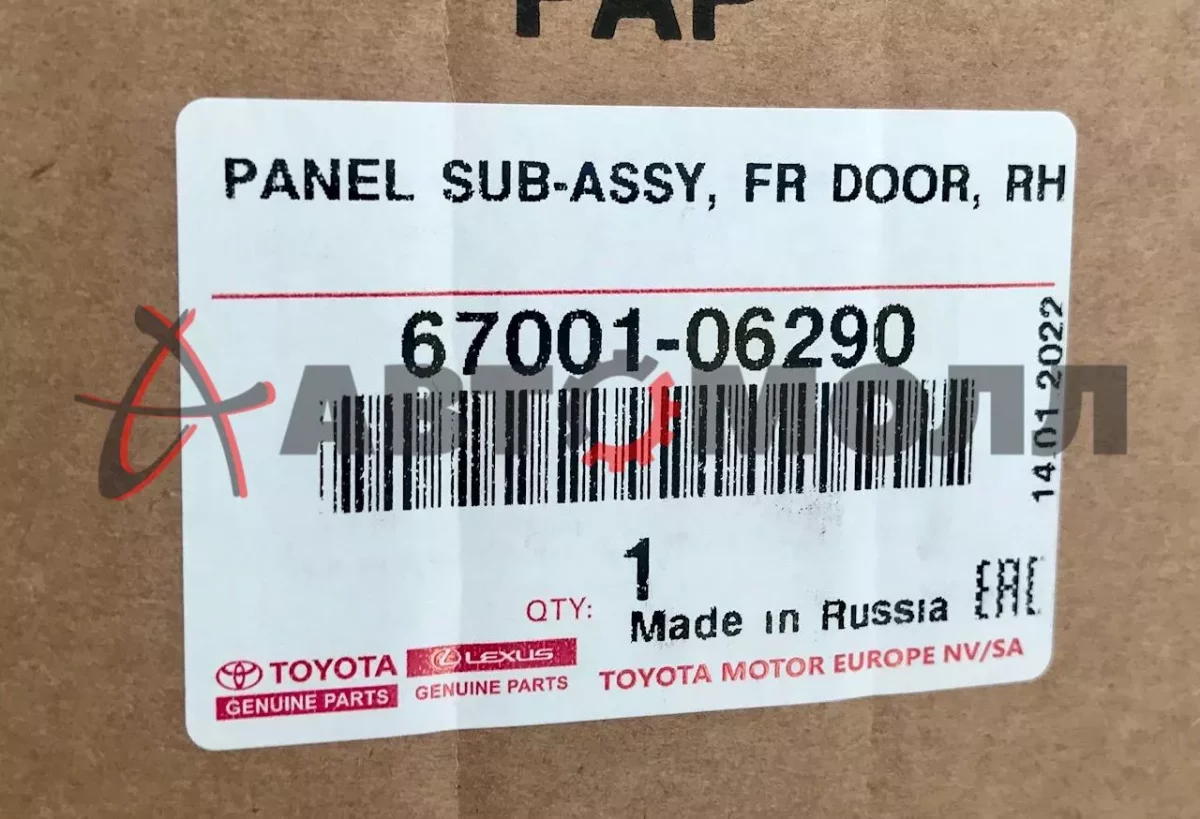 PAP
PANEL SUB-ASSY, FR DOOR, RH
67001-06290
14.01.2022
АВТОМОЛЛ
1
QTY:
Made in Russia
EAC
TOYOTA
GENUINE PARTS
LEXUS
GENUINE PARTS
TOYOTA MOTOR EUROPE NV/SA